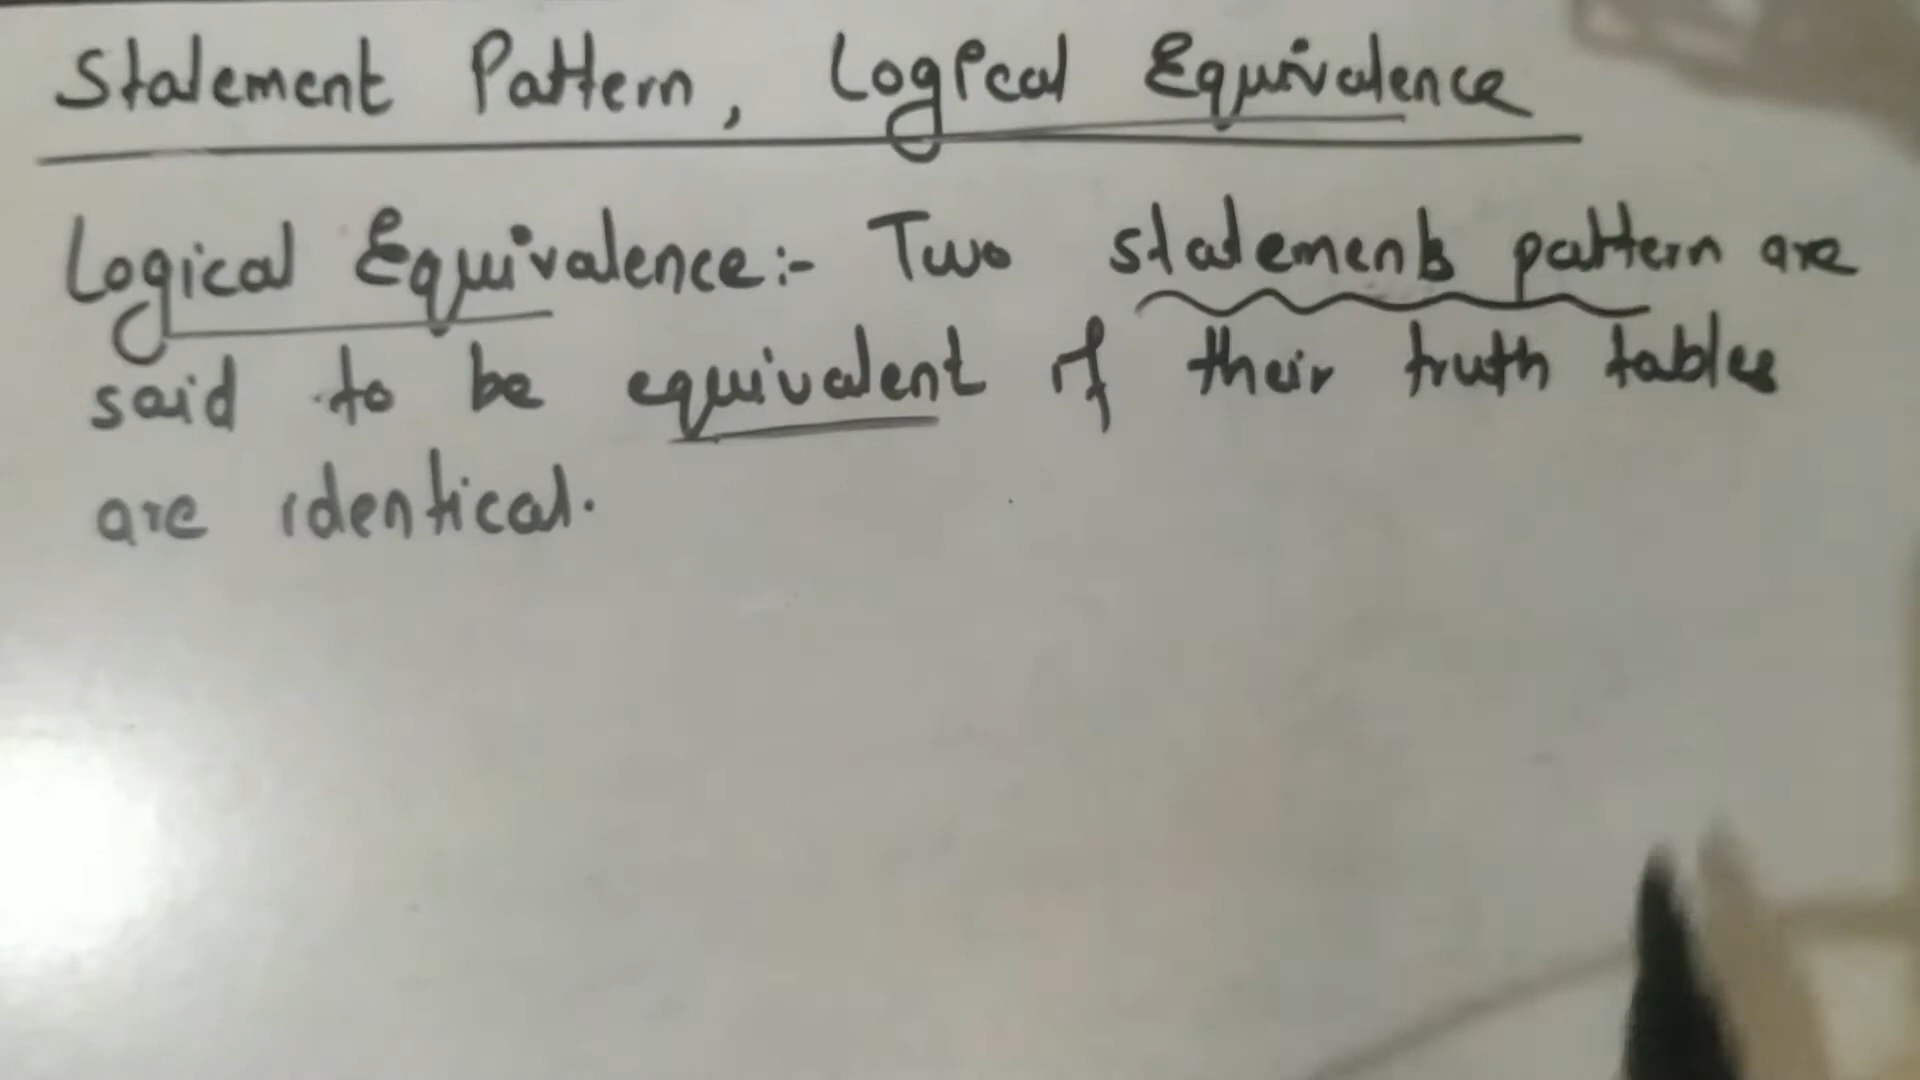 Statement Pattern, Logical Equivalence
Logical Equivalence:- Two statements pattern are
said to be equivalent if their truth tables
are identical.